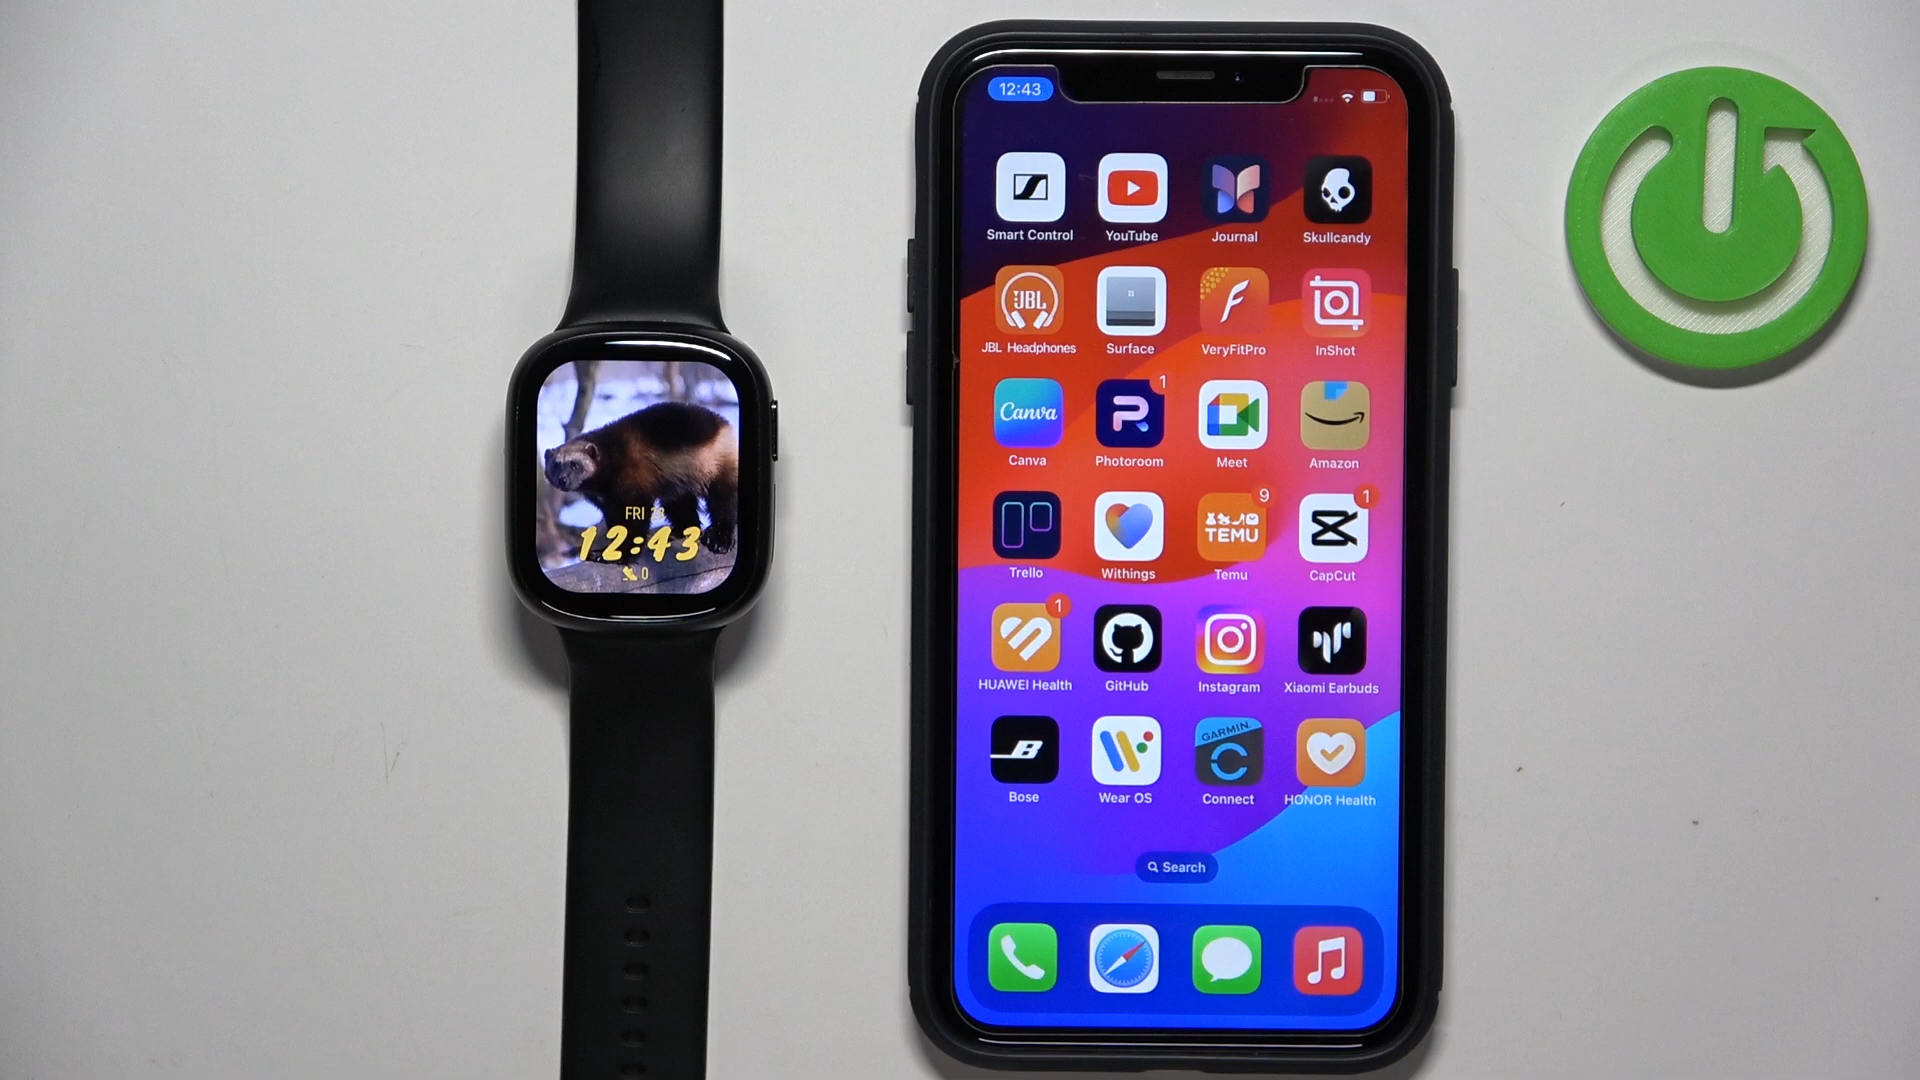 12:43
Smart Control
YouTube
Journal
Skullcandy
JBL
JBL Headphones
Surface
VeryFitPro
InShot
Canva
1
Canva
Photoroom
Meet
Amazon
9
TEMU
1
Trello
Withings
Temu
CapCut
1
HUAWEI Health
GitHub
Instagram
Xiaomi Earbuds
GARMIN
Bose
Wear OS
Connect
HONOR Health
Search
FRI
12:43
0